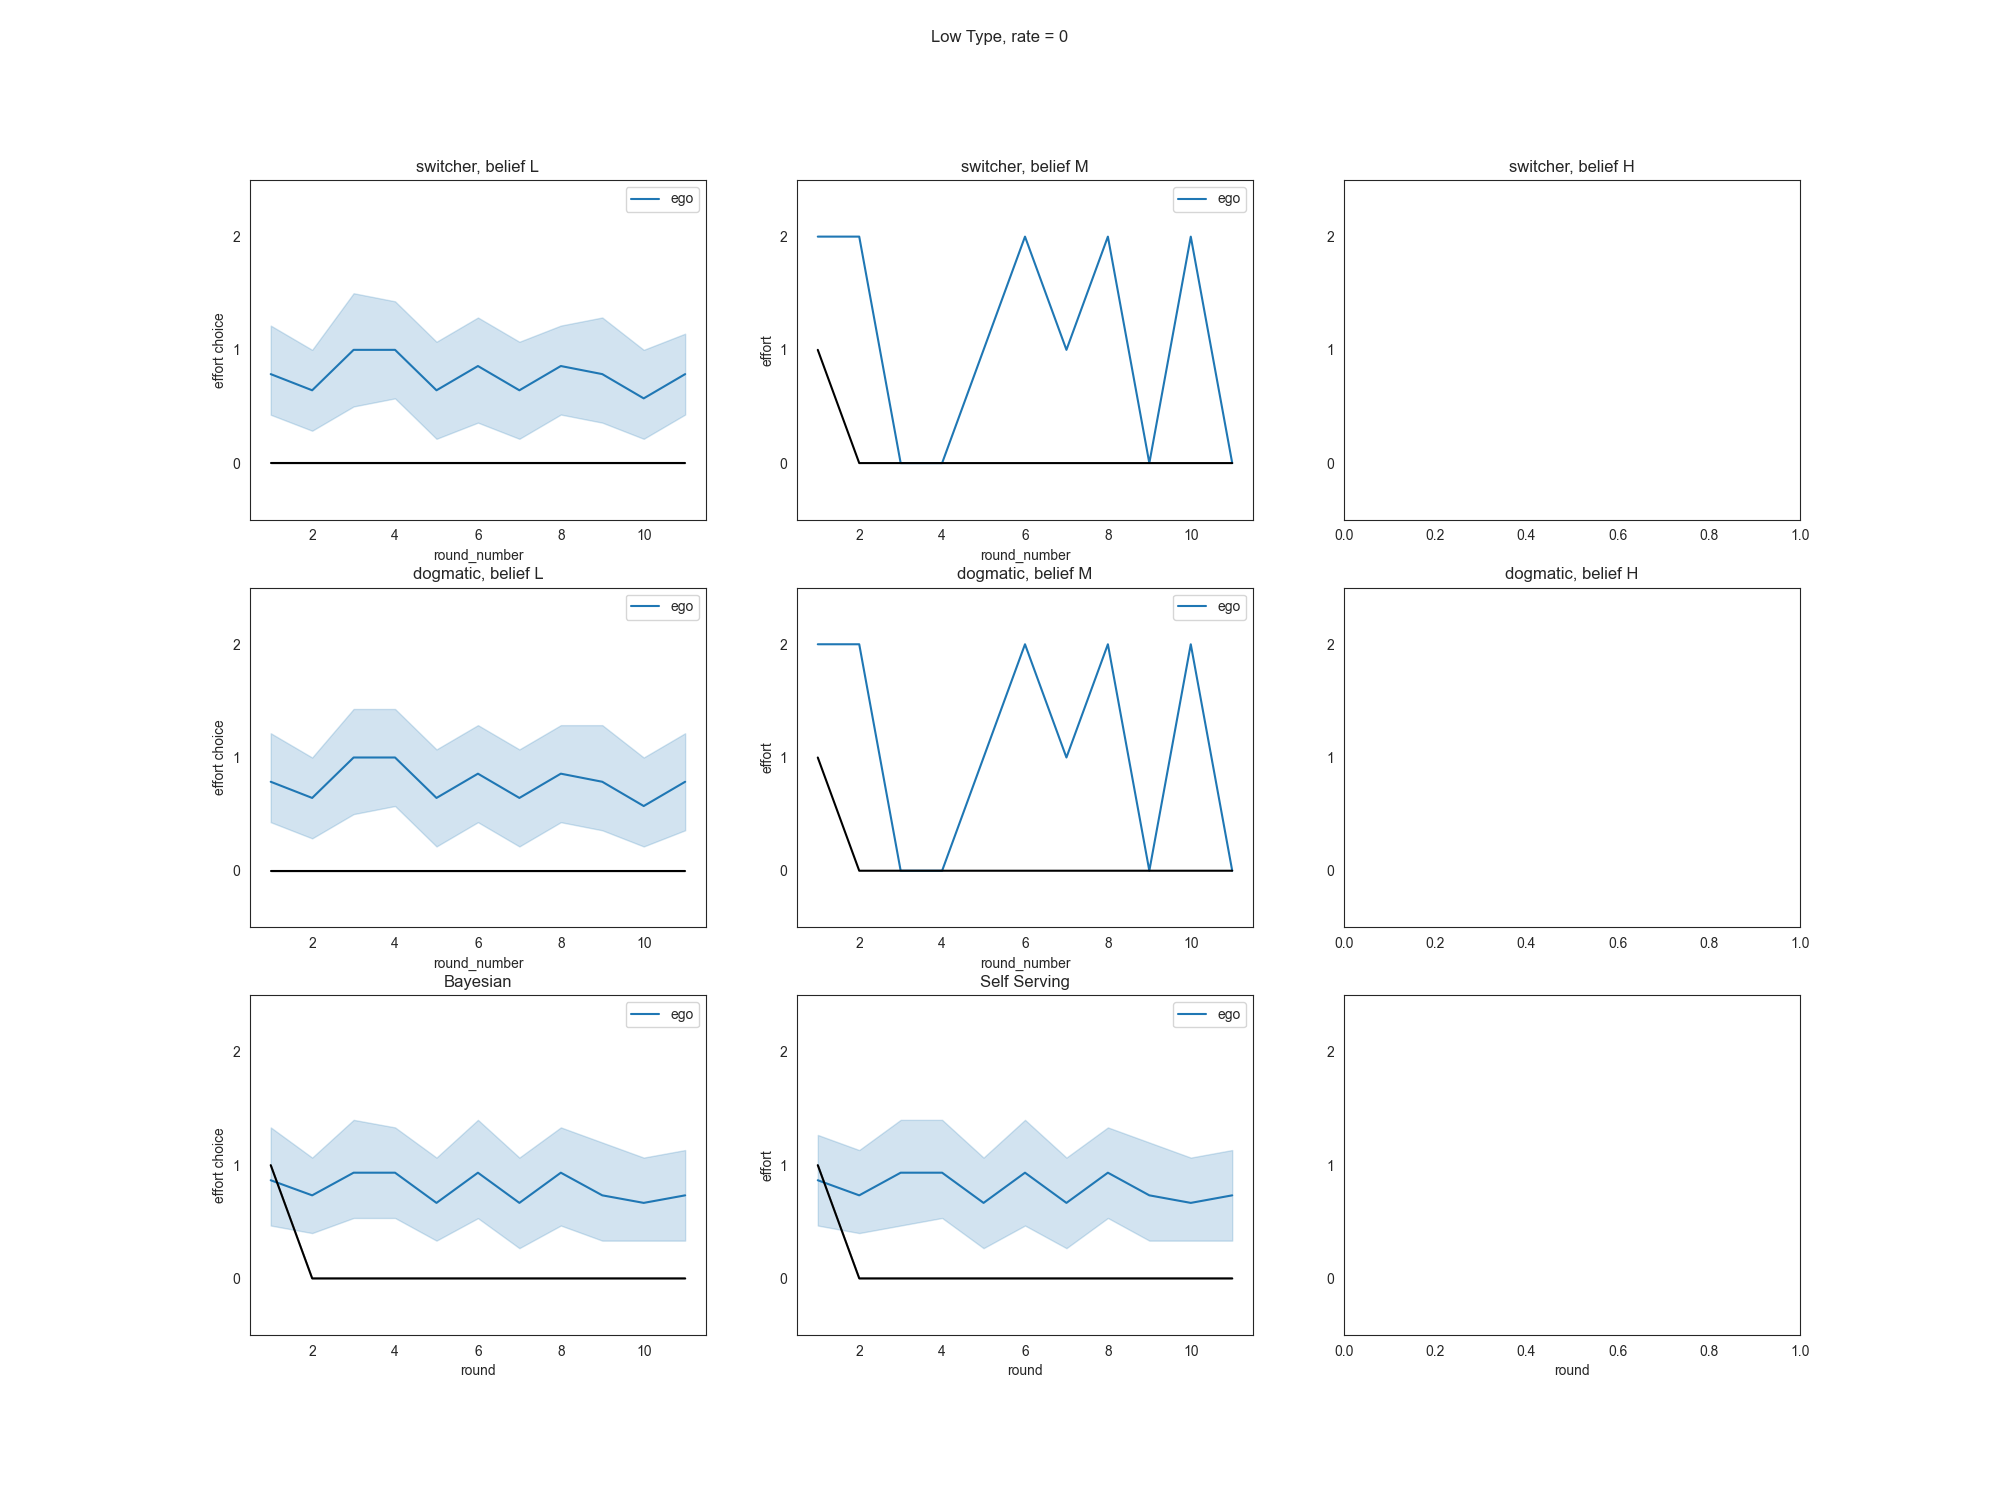 Low Type, rate = 0
switcher, belief L
switcher, belief M
switcher, belief H
ego
ego
2
1
0
effort choice
2
1
0
effort
2
1
0
2 4 6 8 10
2 4 6 8 10
0.0 0.2 0.4 0.6 0.8 1.0
round_number
round_number
dogmatic, belief L
dogmatic, belief M
dogmatic, belief H
ego
ego
2
1
0
effort choice
2
1
0
effort
2
1
0
2 4 6 8 10
2 4 6 8 10
0.0 0.2 0.4 0.6 0.8 1.0
round_number
round_number
Bayesian
Self Serving
ego
ego
2
1
0
effort choice
2
1
0
effort
2
1
0
2 4 6 8 10
2 4 6 8 10
0.0 0.2 0.4 0.6 0.8 1.0
round
round
round